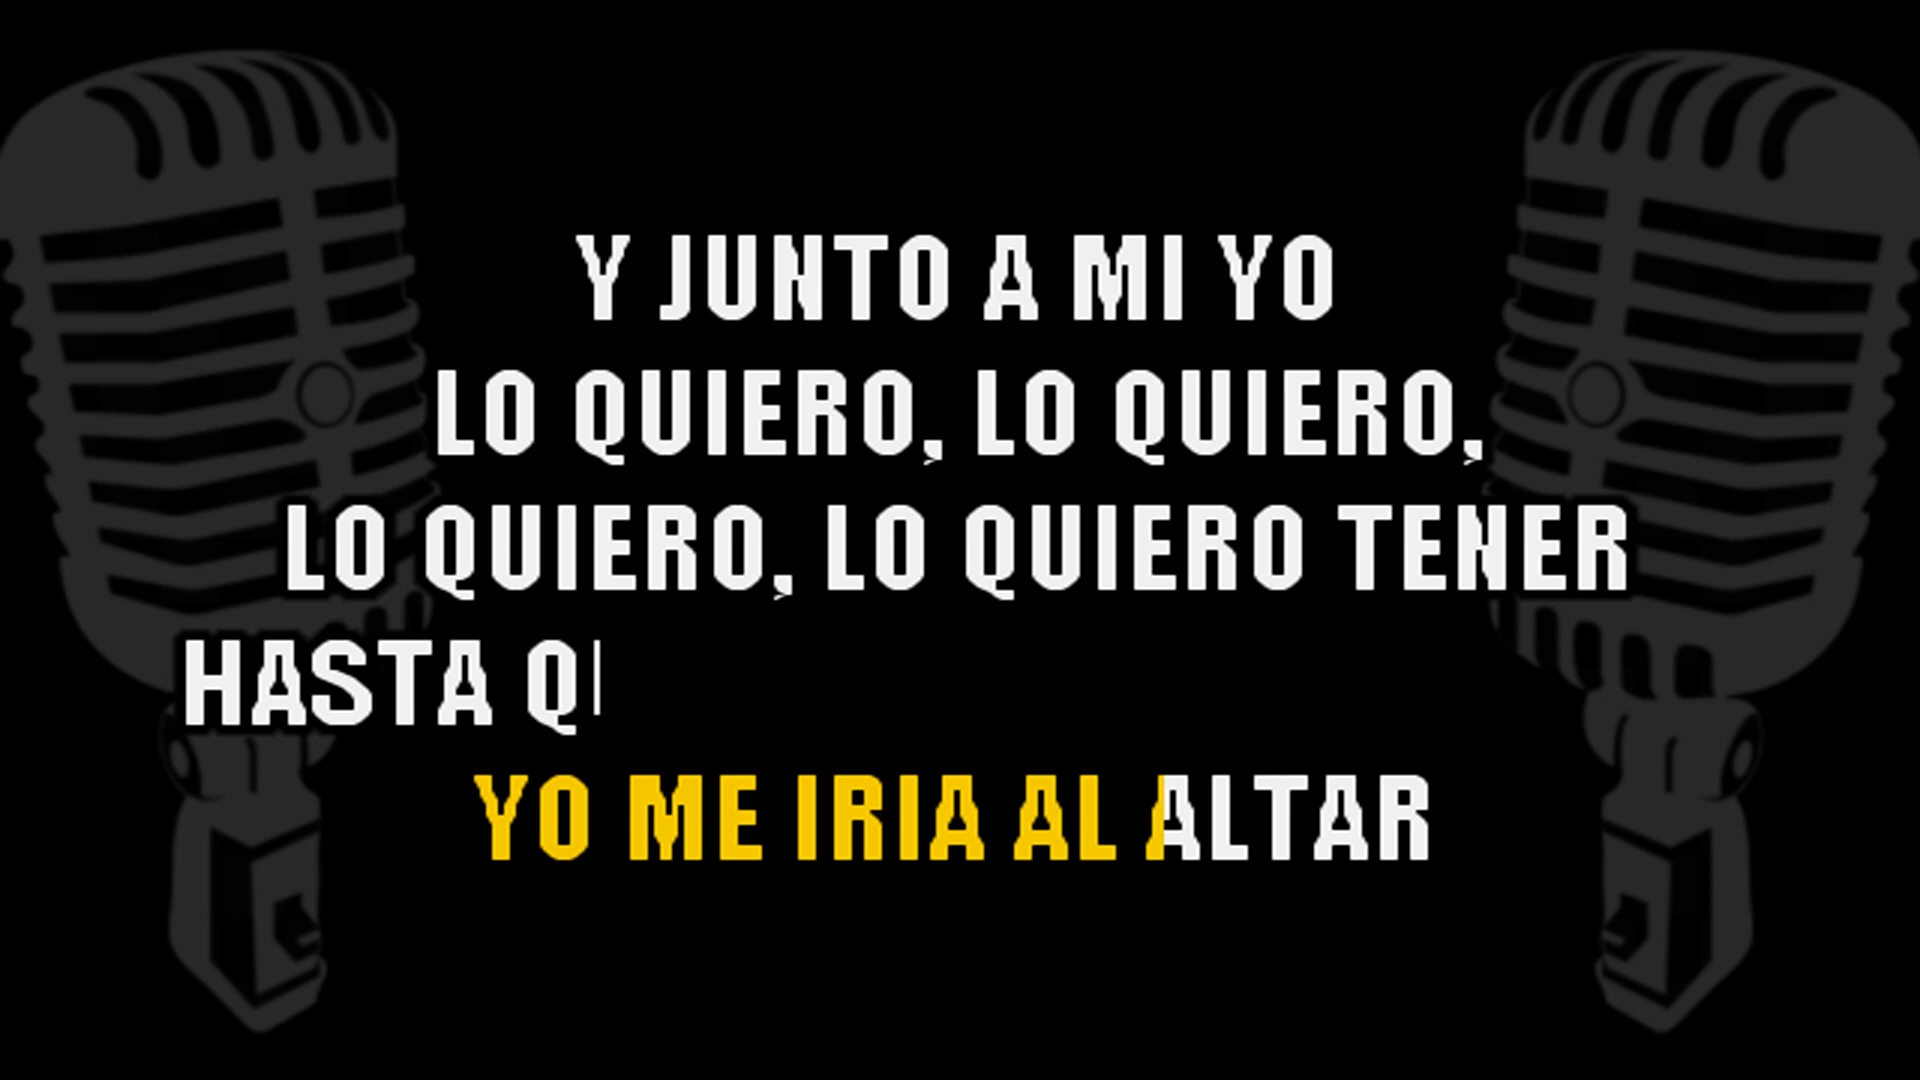 Y JUNTO A MI YO
LO QUIERO, LO QUIERO,
LO QUIERO, LO QUIERO TENER
HASTA Q
YO ME IRIA AL ALTAR